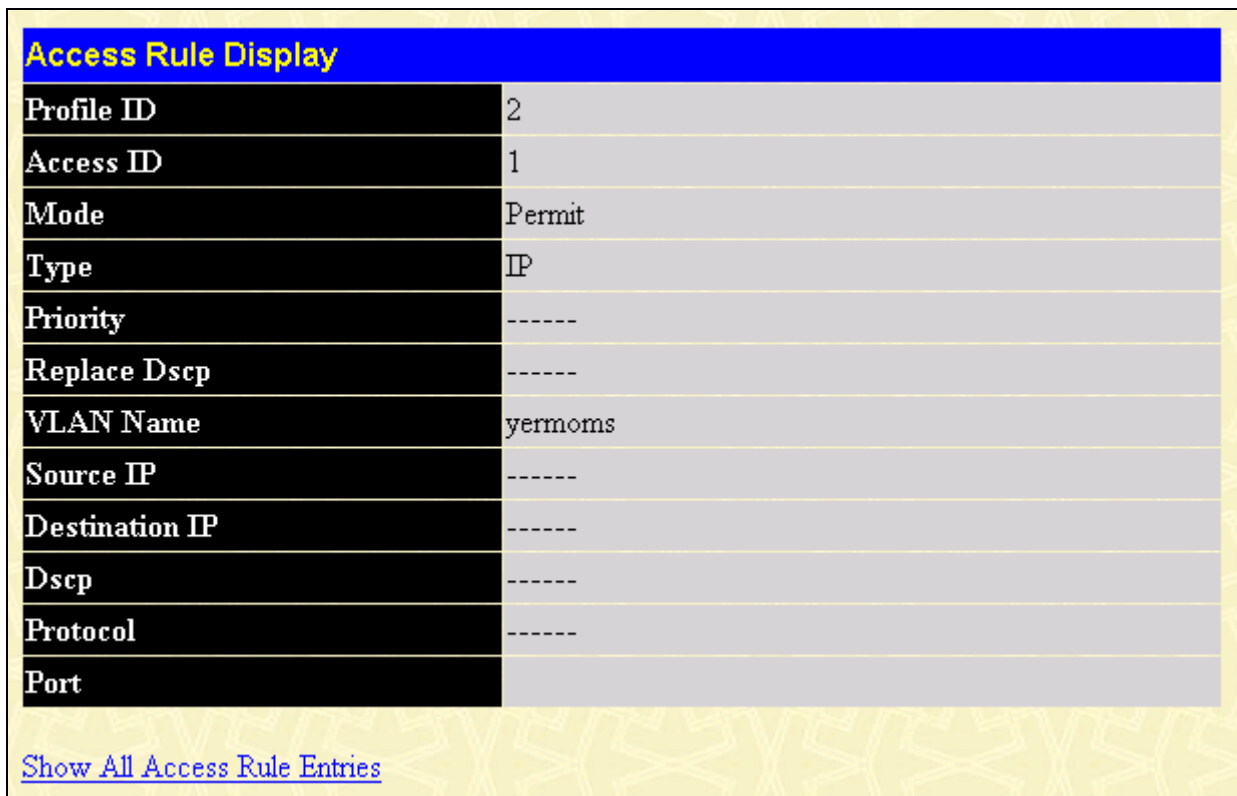 Access Rule Display
Profile ID 2
Access ID 1
Mode Permit
Type IP
Priority ------
Replace Dscp ------
VLAN Name yermoms
Source IP ------
Destination IP ------
Dscp ------
Protocol ------
Port
Show All Access Rule Entries